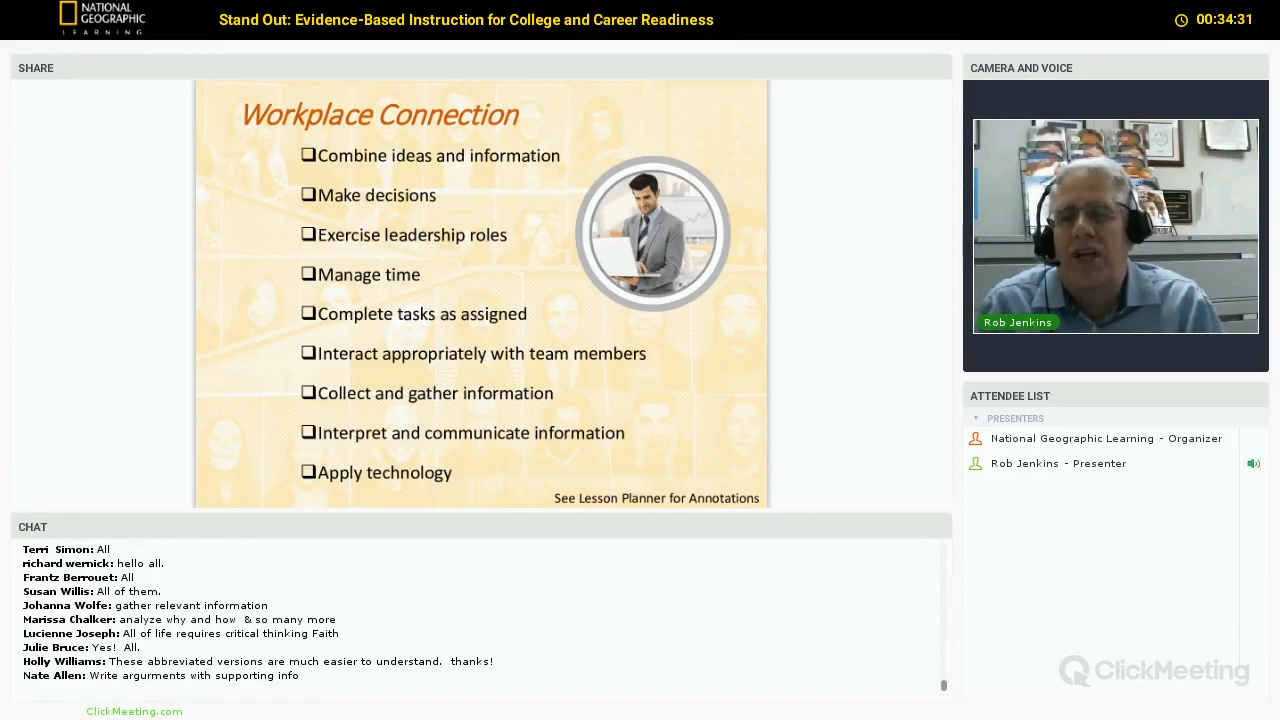 NATIONAL
GEOGRAPHIC
LEARNING
Stand Out: Evidence-Based Instruction for College and Career Readiness
00:34:31
SHARE
Workplace Connection
Combine ideas and information
Make decisions
Exercise leadership roles
Manage time
Complete tasks as assigned
Interact appropriately with team members
Collect and gather information
Interpret and communicate information
Apply technology
See Lesson Planner for Annotations
CAMERA AND VOICE
Rob Jenkins
ATTENDEE LIST
PRESENTERS
National Geographic Learning - Organizer
Rob Jenkins - Presenter
CHAT
Terri Simon: All
richard wernick: hello all.
Frantz Berrouet: All
Susan Willis: All of them.
Johanna Wolfe: gather relevant information
Marissa Chalker: analyze why and how & so many more
Lucienne Joseph: All of life requires critical thinking Faith
Julie Bruce: Yes! All.
Holly Williams: These abbreviated versions are much easier to understand. thanks!
Nate Allen: Write argurments with supporting info
ClickMeeting
ClickMeeting.com